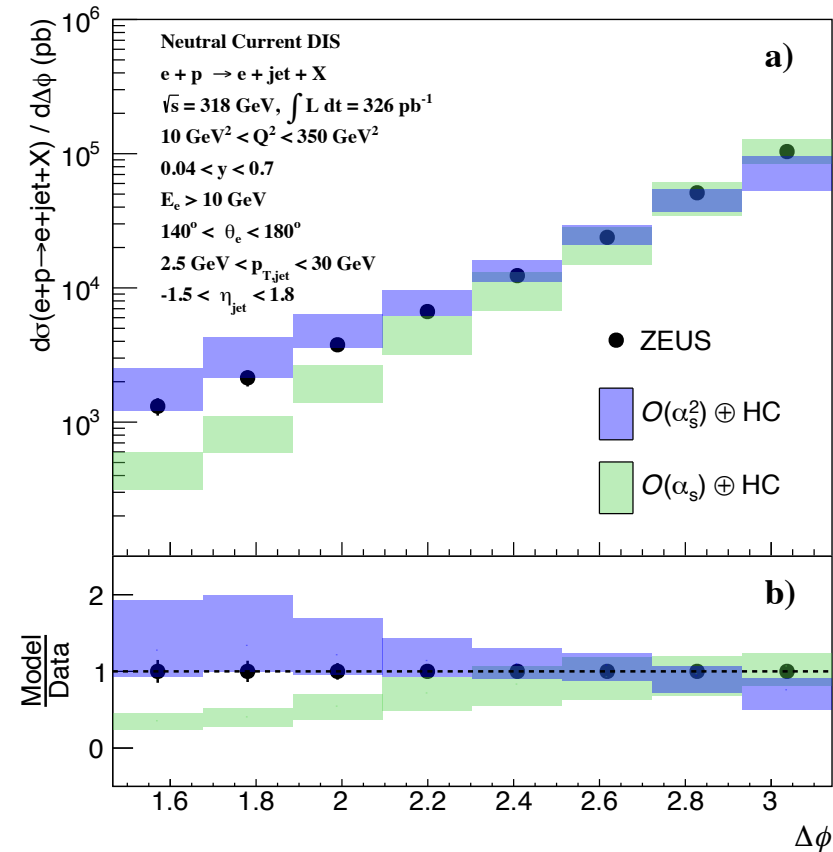 dσ(e+p→e+jet+X) / dΔϕ (pb)
10⁶
10⁵
10⁴
10³
a)
Neutral Current DIS
e + p → e + jet + X
√s = 318 GeV, ∫ L dt = 326 pb⁻¹
10 GeV² < Q² < 350 GeV²
0.04 < y < 0.7
Eₑ > 10 GeV
140° < θₑ < 180°
2.5 GeV < p_T,jet < 30 GeV
-1.5 < η_jet < 1.8
ZEUS
O(αₛ²) ⊕ HC
O(αₛ) ⊕ HC
b)
Model
Data
2
1
0
1.6 1.8 2 2.2 2.4 2.6 2.8 3
Δϕ